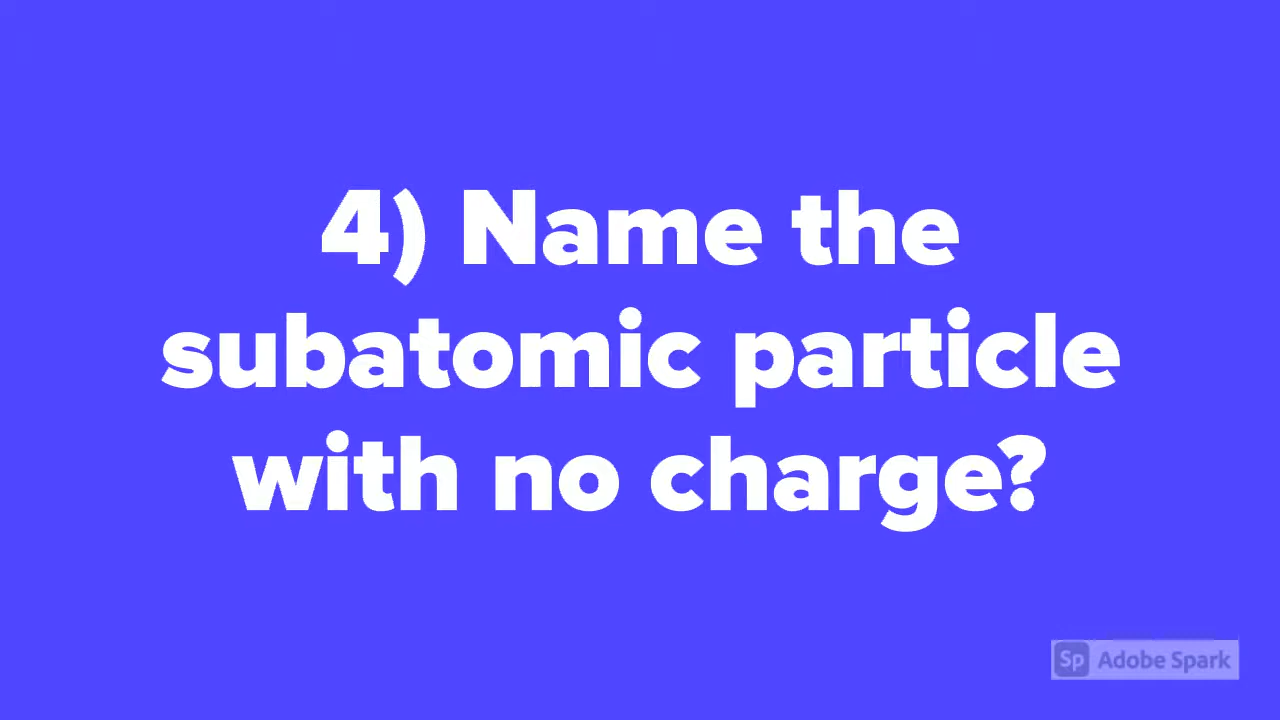 4) Name the
subatomic particle
with no charge?
Sp Adobe Spark